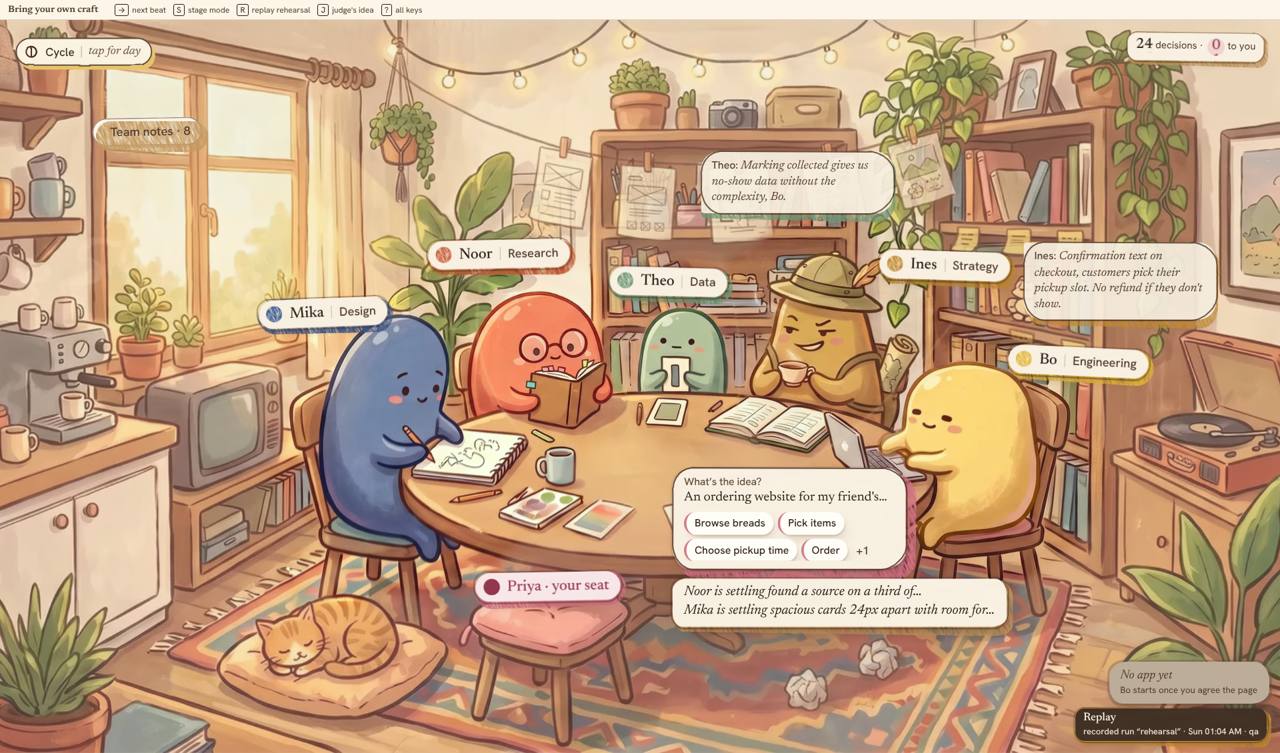 Bring your own craft → next beat S stage mode R replay rehearsal J judge's idea ? all keys
Cycle tap for day
24 decisions · 0 to you
Team notes · 8
Theo: Marking collected gives us
no-show data without the
complexity, Bo.
Noor Research
Theo Data
Ines Strategy
Ines: Confirmation text on
checkout, customers pick their
pickup slot. No refund if they don't
show.
Mika Design
Bo Engineering
What's the idea?
An ordering website for my friend's...
Browse breads Pick items
Choose pickup time Order +1
Priya · your seat
Noor is settling found a source on a third of...
Mika is settling spacious cards 24px apart with room for...
No app yet
Bo starts once you agree the page
Replay
recorded run "rehearsal" · Sun 01:04 AM · qa